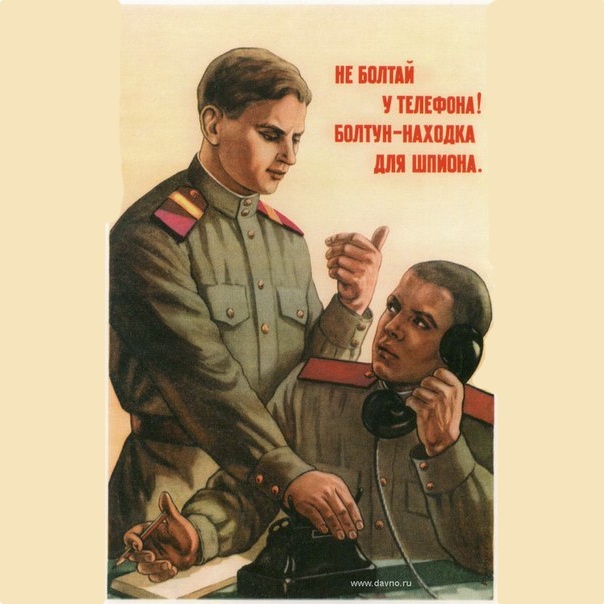 НЕ БОЛТАЙ
У ТЕЛЕФОНА!
БОЛТУН-НАХОДКА
ДЛЯ ШПИОНА.
www.davno.ru